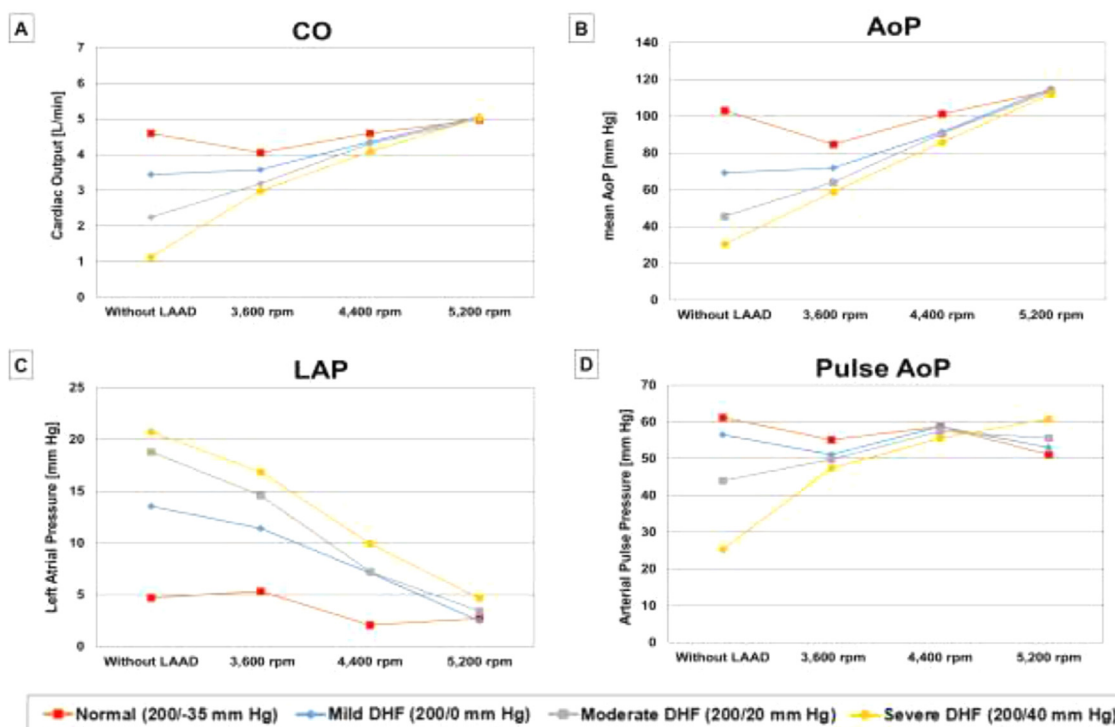 A
CO
7
6
5
4
3
2
1
0
Cardiac Output [L/min]
Without LAAD 3,600 rpm 4,400 rpm 5,200 rpm
B
AoP
140
120
100
80
60
40
20
0
mean AoP [mm Hg]
Without LAAD 3,600 rpm 4,400 rpm 5,200 rpm
C
LAP
25
20
15
10
5
0
Left Atrial Pressure [mm Hg]
Without LAAD 3,600 rpm 4,400 rpm 5,200 rpm
D
Pulse AoP
70
60
50
40
30
20
10
0
Arterial Pulse Pressure [mm Hg]
Without LAAD 3,600 rpm 4,400 rpm 5,200 rpm
Normal (200/-35 mm Hg) Mild DHF (200/0 mm Hg) Moderate DHF (200/20 mm Hg) Severe DHF (200/40 mm Hg)